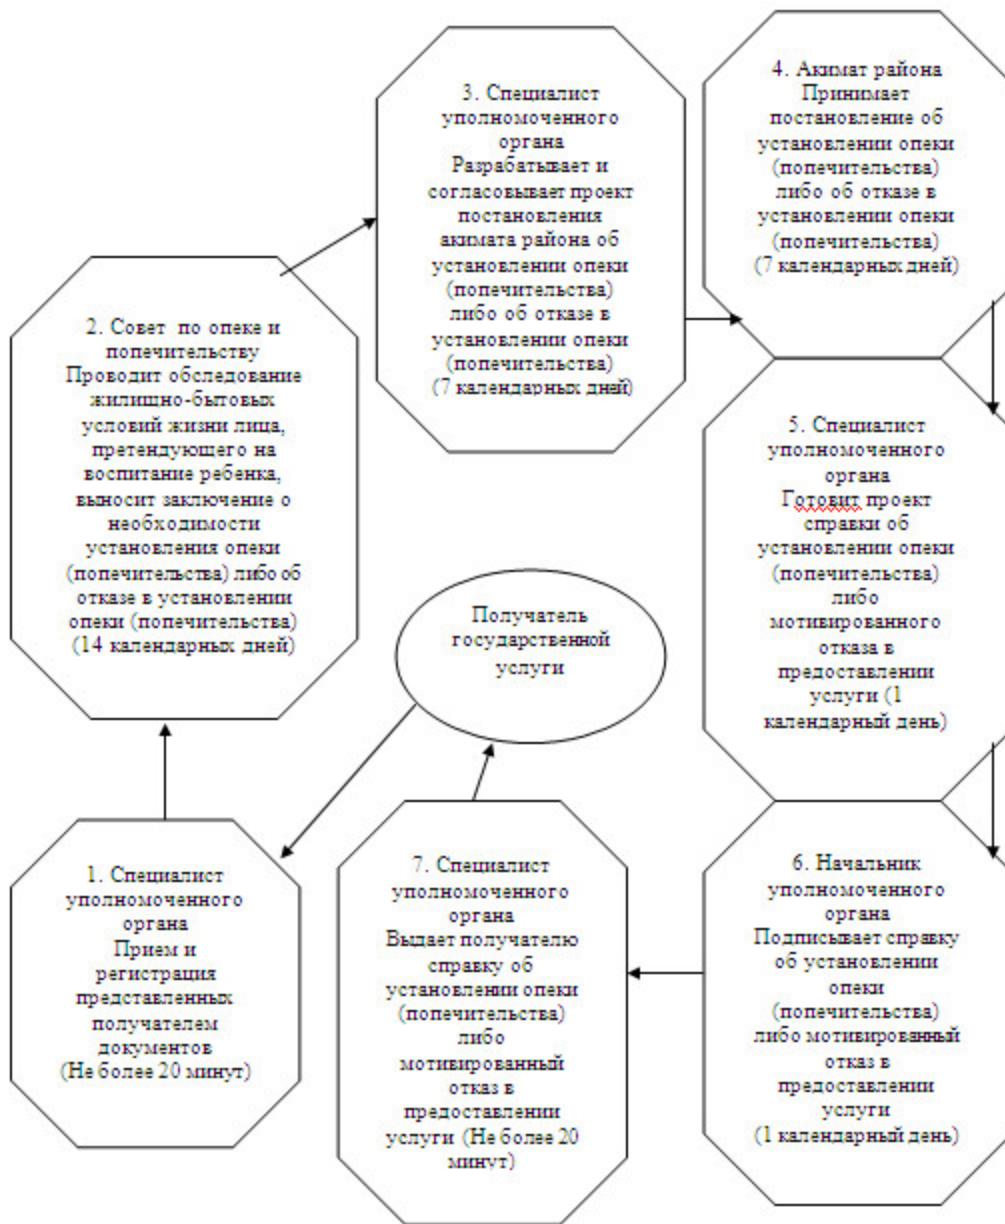 1. Специалист
уполномоченного
органа
Прием и
регистрация
представленных
получателем
документов
(Не более 20 минут)
2. Совет по опеке и
попечительству
Проводит обследование
жилищно-бытовых
условий жизни лица,
претендующего на
воспитание ребенка,
выносит заключение о
необходимости
установления опеки
(попечительства) либо об
отказе в установлении
опеки (попечительства)
(14 календарных дней)
3. Специалист
уполномоченного
органа
Разрабатывает и
согласовывает проект
постановления
акимата района об
установлении опеки
(попечительства)
либо об отказе в
установлении опеки
(попечительства)
(7 календарных дней)
4. Акимат района
Принимает
постановление об
установлении опеки
(попечительства)
либо об отказе в
установлении опеки
(попечительства)
(7 календарных дней)
5. Специалист
уполномоченного
органа
Готовит проект
справки об
установлении опеки
(попечительства)
либо
мотивированного
отказа в
предоставлении
услуги (1
календарный день)
6. Начальник
уполномоченного
органа
Подписывает справку
об установлении
опеки
(попечительства)
либо мотивированный
отказ в
предоставлении
услуги
(1 календарный день)
7. Специалист
уполномоченного
органа
Выдает получателю
справку об
установлении опеки
(попечительства)
либо
мотивированный
отказ в
предоставлении
услуги (Не более 20
минут)
Получатель
государственной
услуги